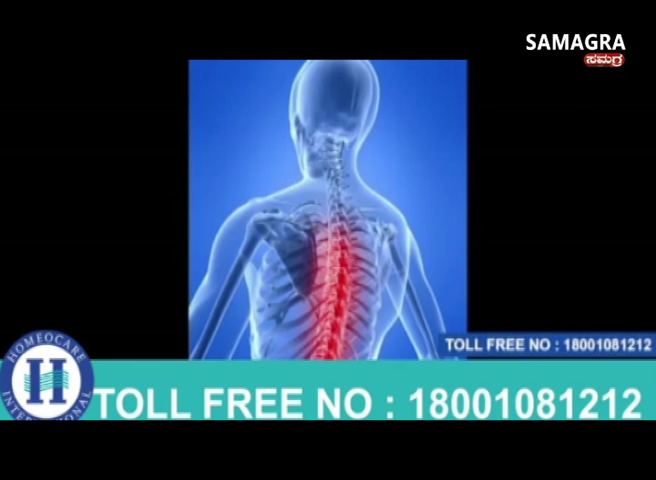 SAMAGRA
ಸಮಗ್ರ
TOLL FREE NO : 18001081212
HOMEOCARE
INTERNATIONAL
H
TOLL FREE NO : 18001081212